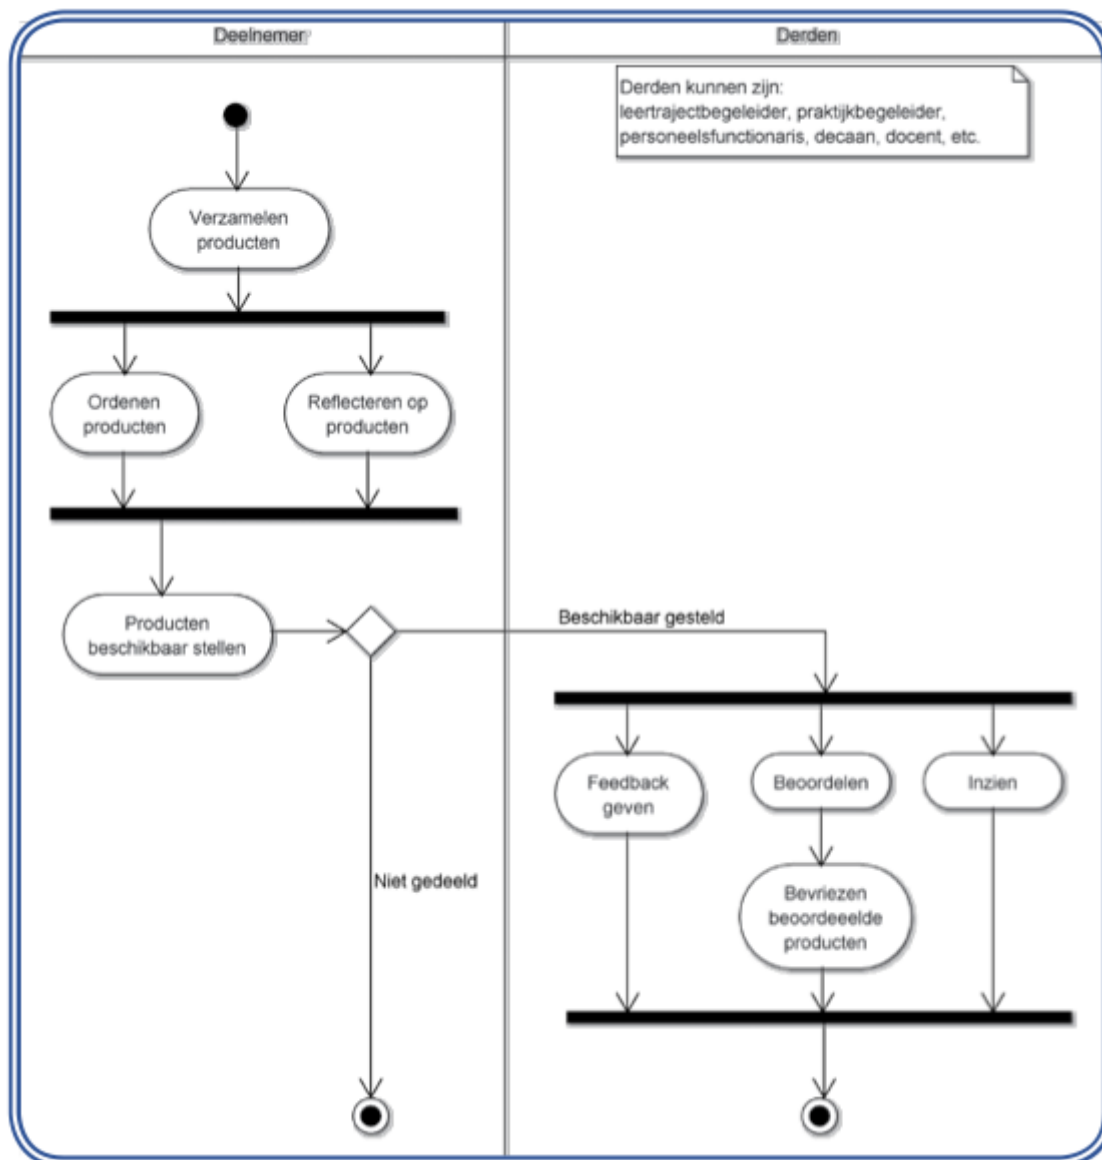 Deelnemer
Derden
Derden kunnen zijn:
leertrajectbegeleider, praktijkbegeleider,
personeelsfunctionaris, decaan, docent, etc.
Verzamelen
producten
Ordenen
producten
Reflecteren op
producten
Producten
beschikbaar stellen
Beschikbaar gesteld
Feedback
geven
Beoordelen
Inzien
Niet gedeeld
Bevriezen
beoordeeelde
producten